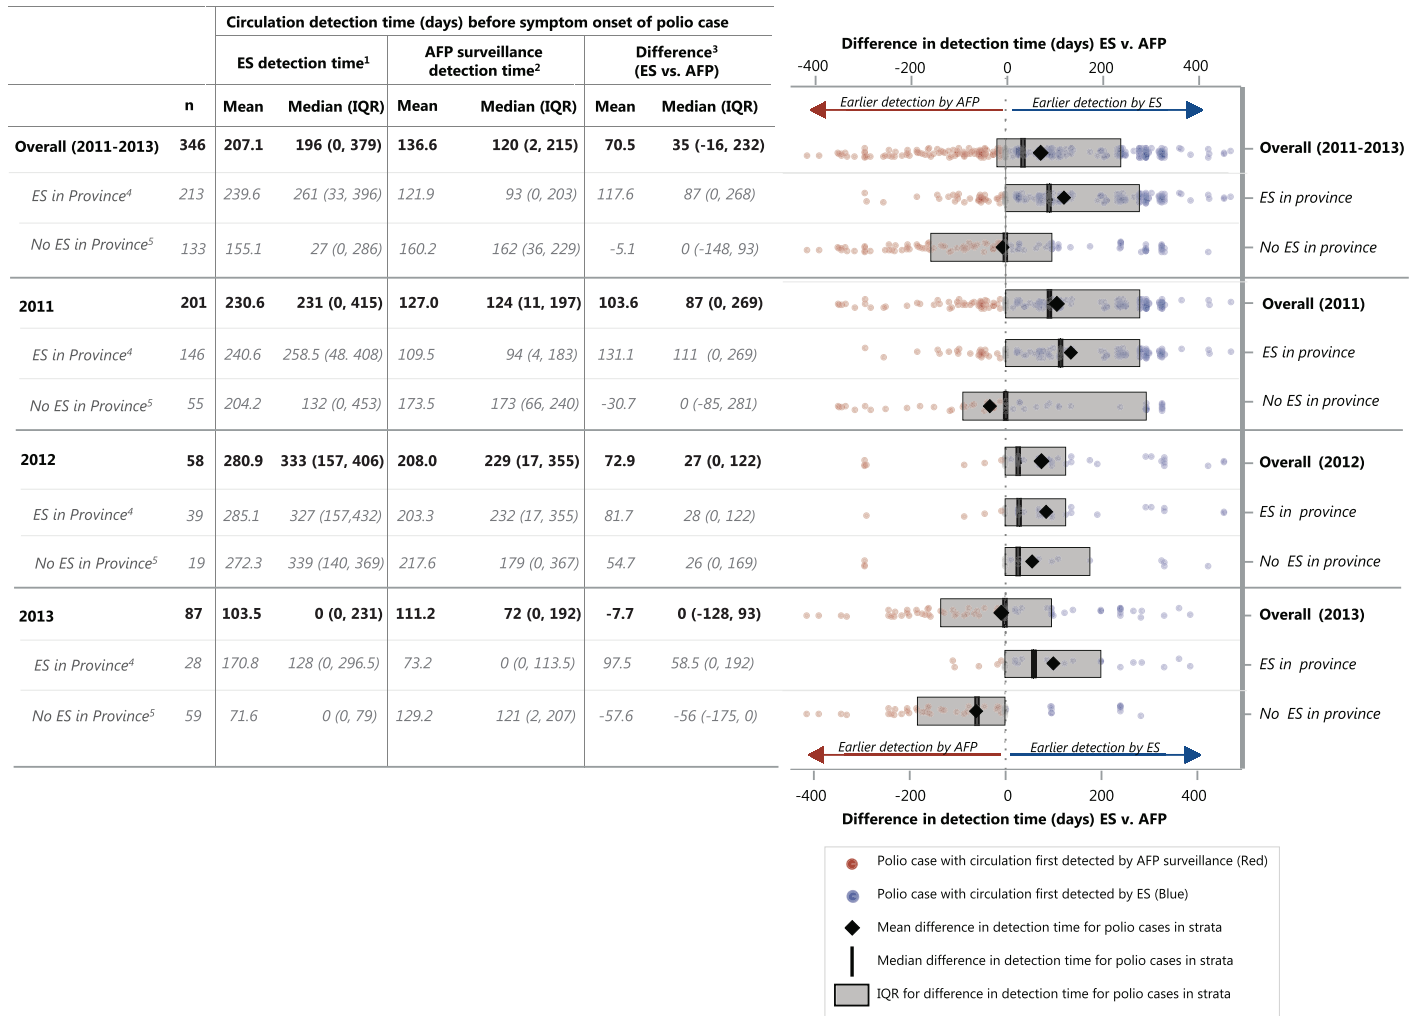 Circulation detection time (days) before symptom onset of polio case
ES detection time1 AFP surveillance detection time2 Difference3 (ES vs. AFP)
n Mean Median (IQR) Mean Median (IQR) Mean Median (IQR)
Overall (2011-2013) 346 207.1 196 (0, 379) 136.6 120 (2, 215) 70.5 35 (-16, 232)
ES in Province4 213 239.6 261 (33, 396) 121.9 93 (0, 203) 117.6 87 (0, 268)
No ES in Province5 133 155.1 27 (0, 286) 160.2 162 (36, 229) -5.1 0 (-148, 93)
2011 201 230.6 231 (0, 415) 127.0 124 (11, 197) 103.6 87 (0, 269)
ES in Province4 146 240.6 258.5 (48. 408) 109.5 94 (4, 183) 131.1 111 (0, 269)
No ES in Province5 55 204.2 132 (0, 453) 173.5 173 (66, 240) -30.7 0 (-85, 281)
2012 58 280.9 333 (157, 406) 208.0 229 (17, 355) 72.9 27 (0, 122)
ES in Province4 39 285.1 327 (157,432) 203.3 232 (17, 355) 81.7 28 (0, 122)
No ES in Province5 19 272.3 339 (140, 369) 217.6 179 (0, 367) 54.7 26 (0, 169)
2013 87 103.5 0 (0, 231) 111.2 72 (0, 192) -7.7 0 (-128, 93)
ES in Province4 28 170.8 128 (0, 296.5) 73.2 0 (0, 113.5) 97.5 58.5 (0, 192)
No ES in Province5 59 71.6 0 (0, 79) 129.2 121 (2, 207) -57.6 -56 (-175, 0)
Difference in detection time (days) ES v. AFP
-400 -200 0 200 400
Earlier detection by AFP Earlier detection by ES
Overall (2011-2013)
ES in province
No ES in province
Overall (2011)
ES in province
No ES in province
Overall (2012)
ES in province
No ES in province
Overall (2013)
ES in province
No ES in province
Earlier detection by AFP Earlier detection by ES
-400 -200 0 200 400
Difference in detection time (days) ES v. AFP
Polio case with circulation first detected by AFP surveillance (Red)
Polio case with circulation first detected by ES (Blue)
Mean difference in detection time for polio cases in strata
Median difference in detection time for polio cases in strata
IQR for difference in detection time for polio cases in strata